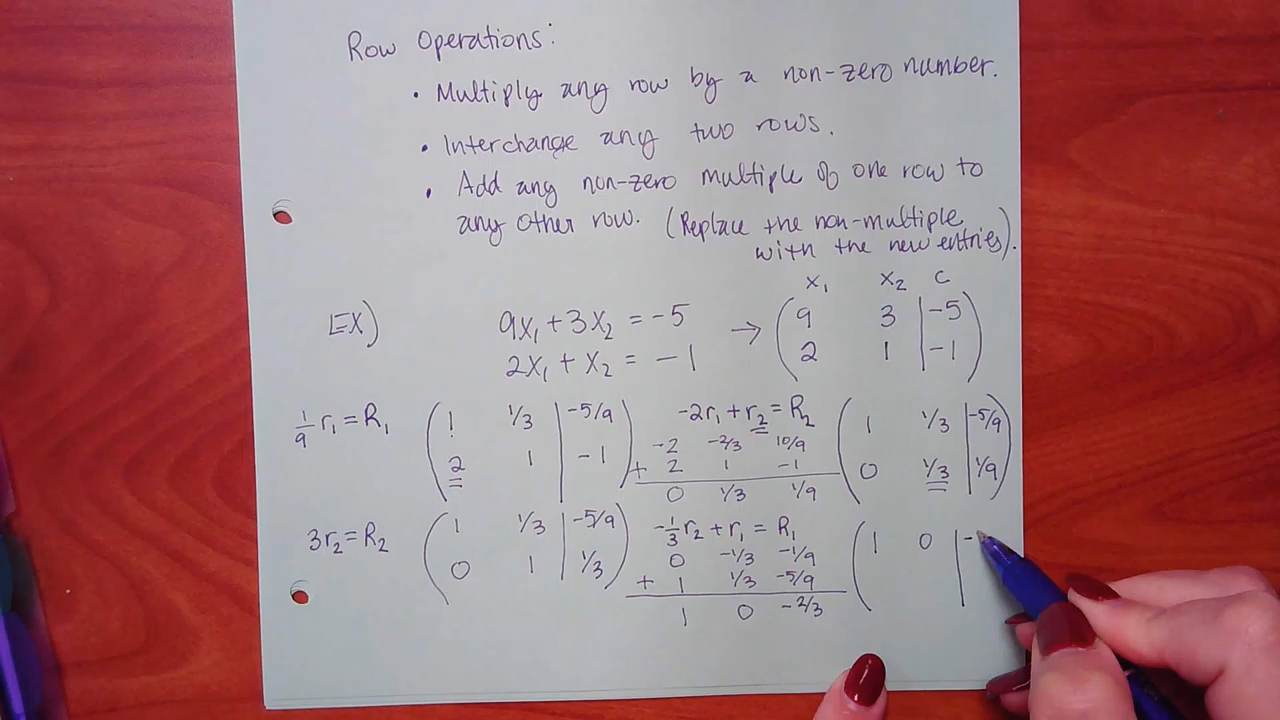 Row Operations:
• Multiply any row by a non-zero number.
• Interchange any two rows.
• Add any non-zero multiple of one row to
any other row. (Replace the non-multiple
with the new entries).
x₁ x₂ c
EX) 9x₁ + 3x₂ = -5 → ( 9 3 | -5 )
2x₁ + x₂ = -1 ( 2 1 | -1 )
1/9 r₁ = R₁ ( 1 1/3 | -5/9 ) -2r₁ + r₂ = R₂ ( 1 1/3 | -5/9 )
-2 -2/3 10/9
( 2 1 | -1 ) + 2 1 -1 ( 0 1/3 | 1/9 )
0 1/3 1/9
3r₂ = R₂ ( 1 1/3 | -5/9 ) -1/3 r₂ + r₁ = R₁ ( 1 0 | -
( 0 1 | 1/3 ) 0 -1/3 -1/9
+ 1 1/3 -5/9
1 0 -2/3